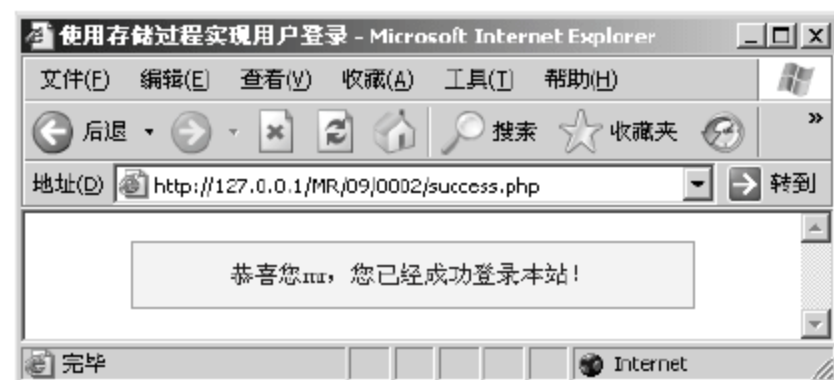 使用存储过程实现用户登录 - Microsoft Internet Explorer
文件(F) 编辑(E) 查看(V) 收藏(A) 工具(T) 帮助(H)
后退 搜索 收藏夹 »
地址(D) http://127.0.0.1/MR/09/0002/success.php 转到
恭喜您mr，您已经成功登录本站！
完毕 Internet